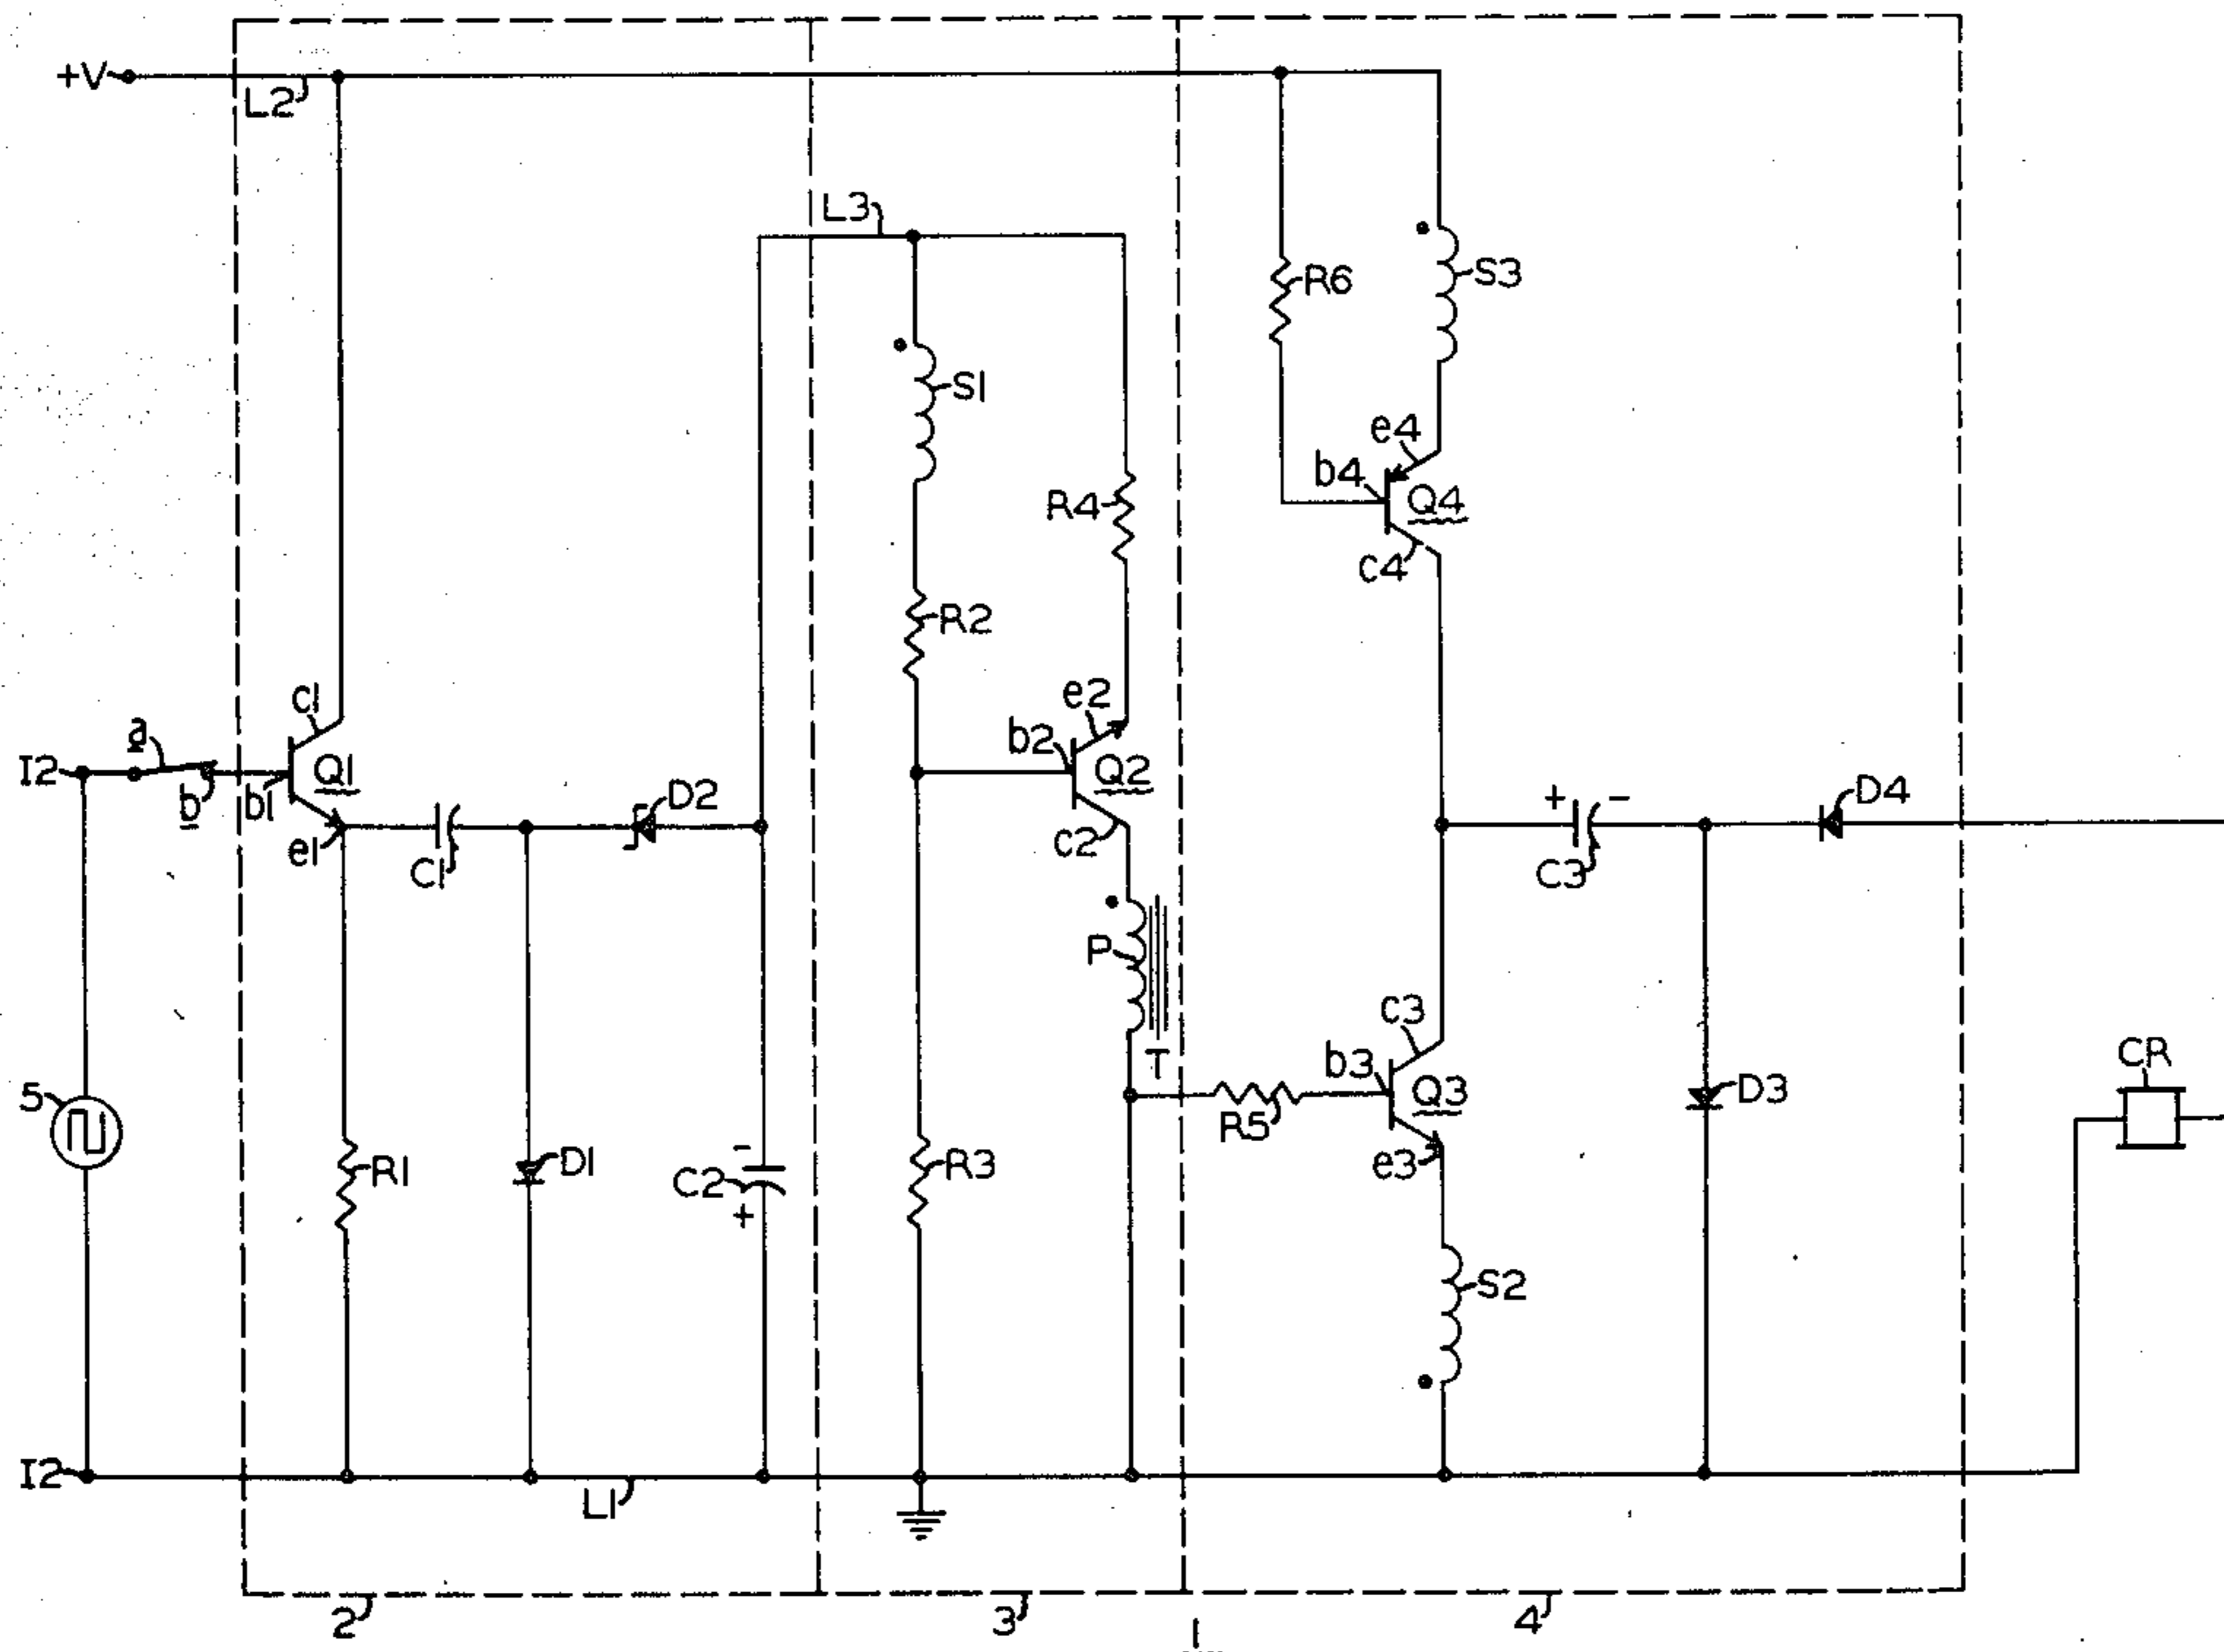 +V
L2
L3
R6
S3
S1
e4
b4
Q4
R4
c4
R2
c1
e2
a
b2
I2
Q1
Q2
D2
D4
b
b1
+ -
e1
c2
C1
C3
P
c3
T
b3
CR
5
Q3
D3
R5
R1
D1
-
C2
R3
e3
+
S2
I2
L1
2
3
4
1